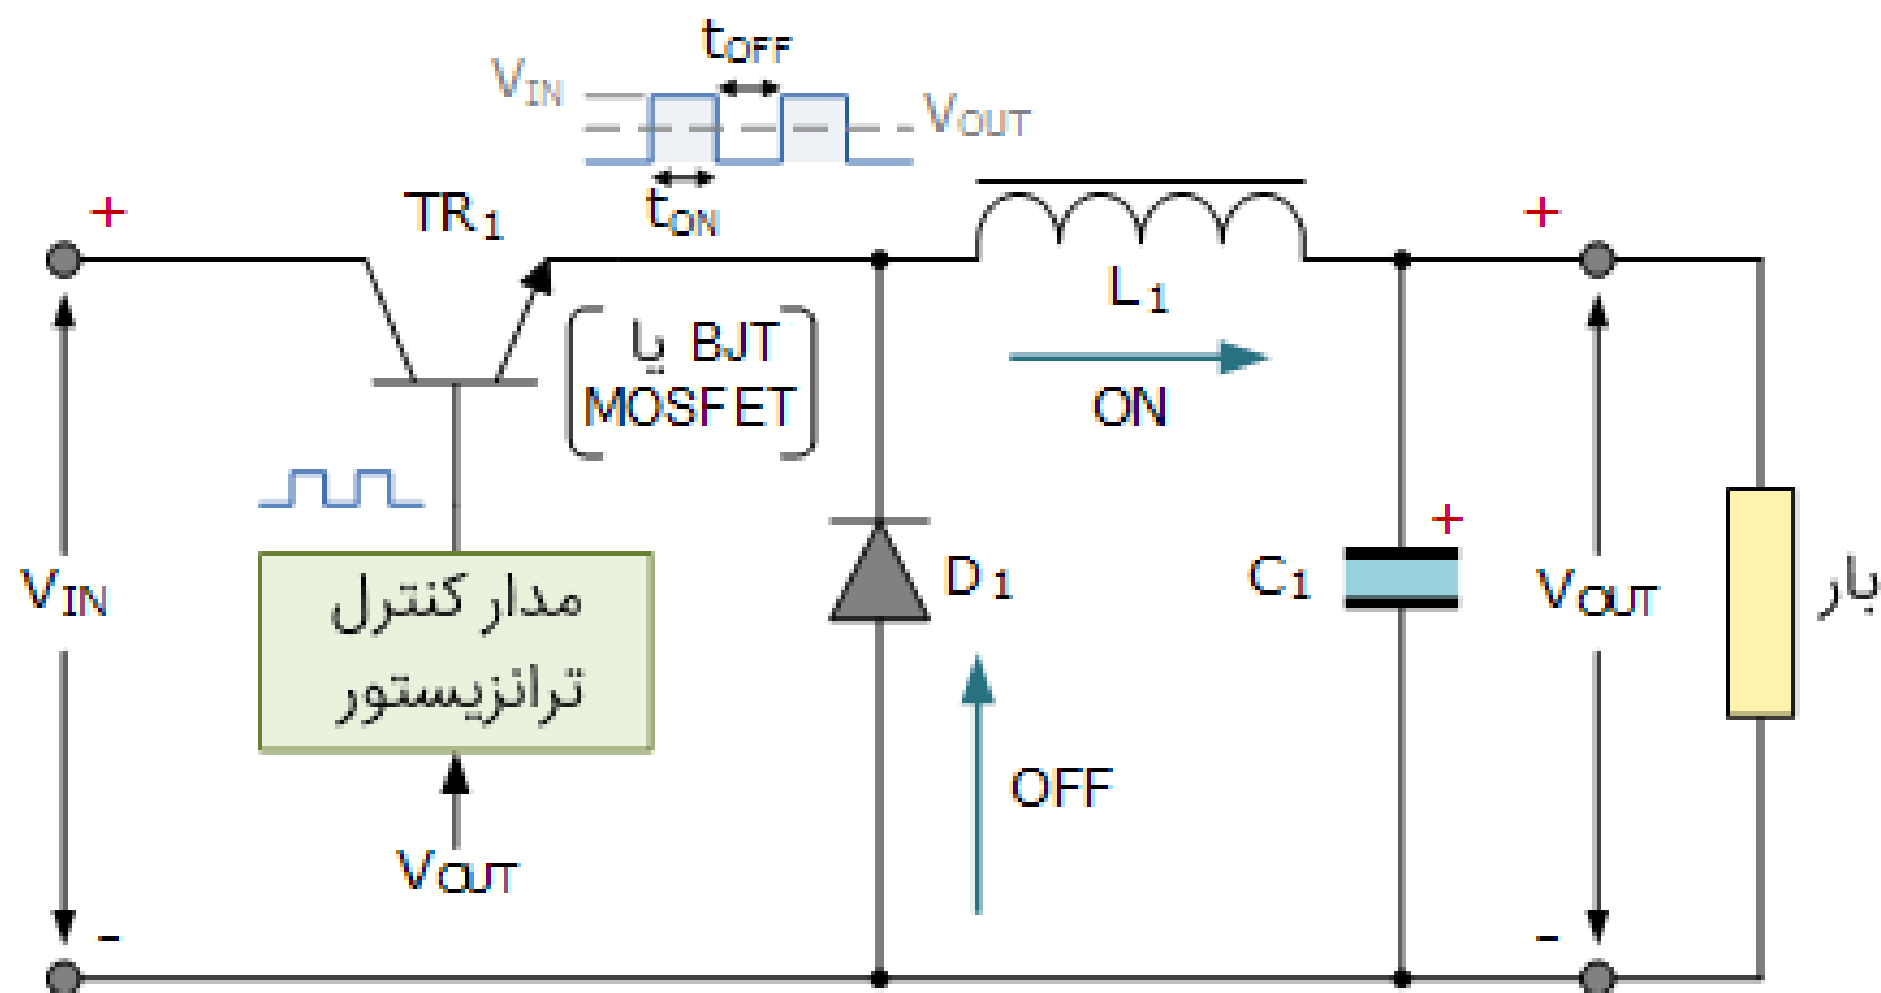 tOFF
VIN
VOUT
tON
+
TR1
+
L1
BJT یا
MOSFET
ON
+
VIN
مدار کنترل
ترانزیستور
D1
C1
VOUT
بار
OFF
VOUT
-
-